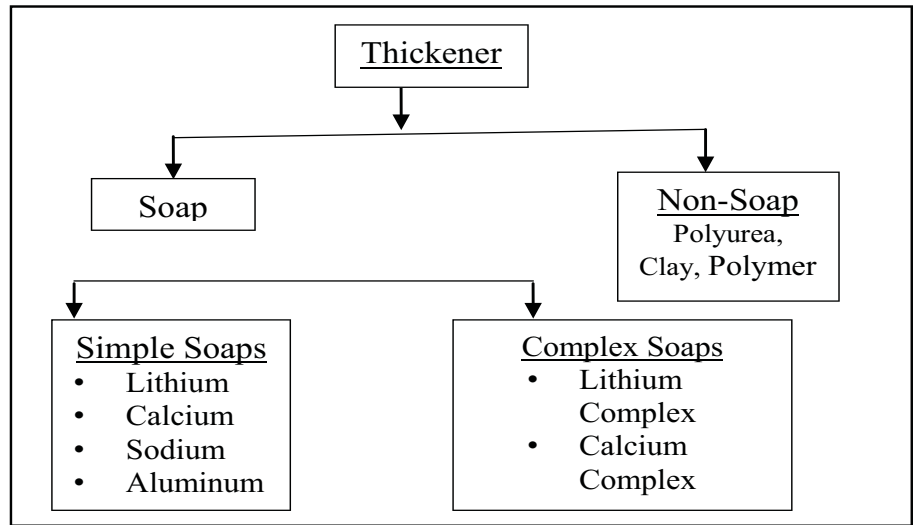 Thickener
Soap
Non-Soap
Polyurea,
Clay, Polymer
Simple Soaps
• Lithium
• Calcium
• Sodium
• Aluminum
Complex Soaps
• Lithium
Complex
• Calcium
Complex